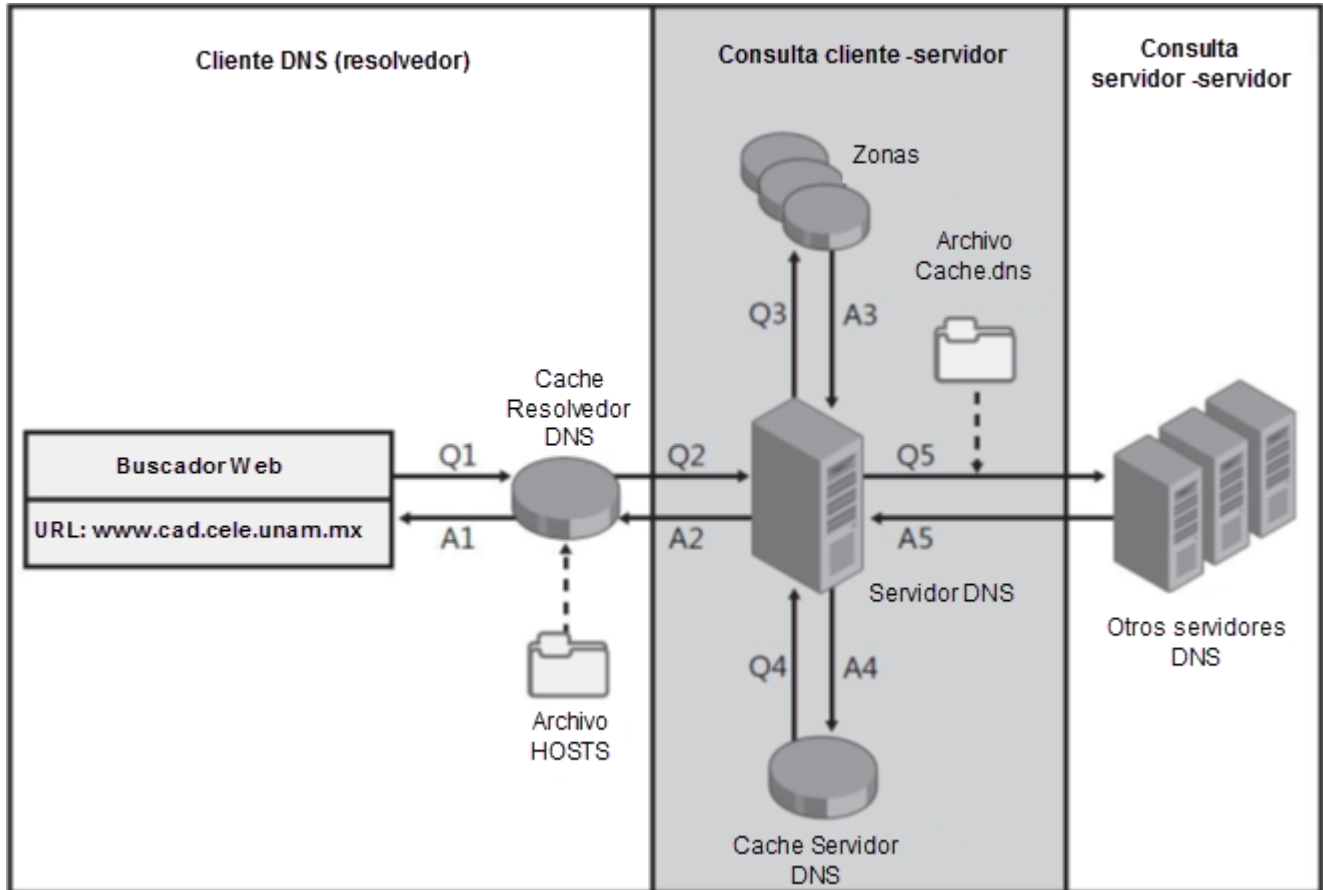 Cliente DNS (resolvedor)
Consulta cliente -servidor
Consulta
servidor -servidor
Zonas
Archivo
Cache.dns
Q3
A3
Cache
Resolvedor
DNS
Buscador Web
URL: www.cad.cele.unam.mx
Q1
A1
Q2
A2
Q5
A5
Servidor DNS
Otros servidores
DNS
Archivo
HOSTS
Q4
A4
Cache Servidor
DNS